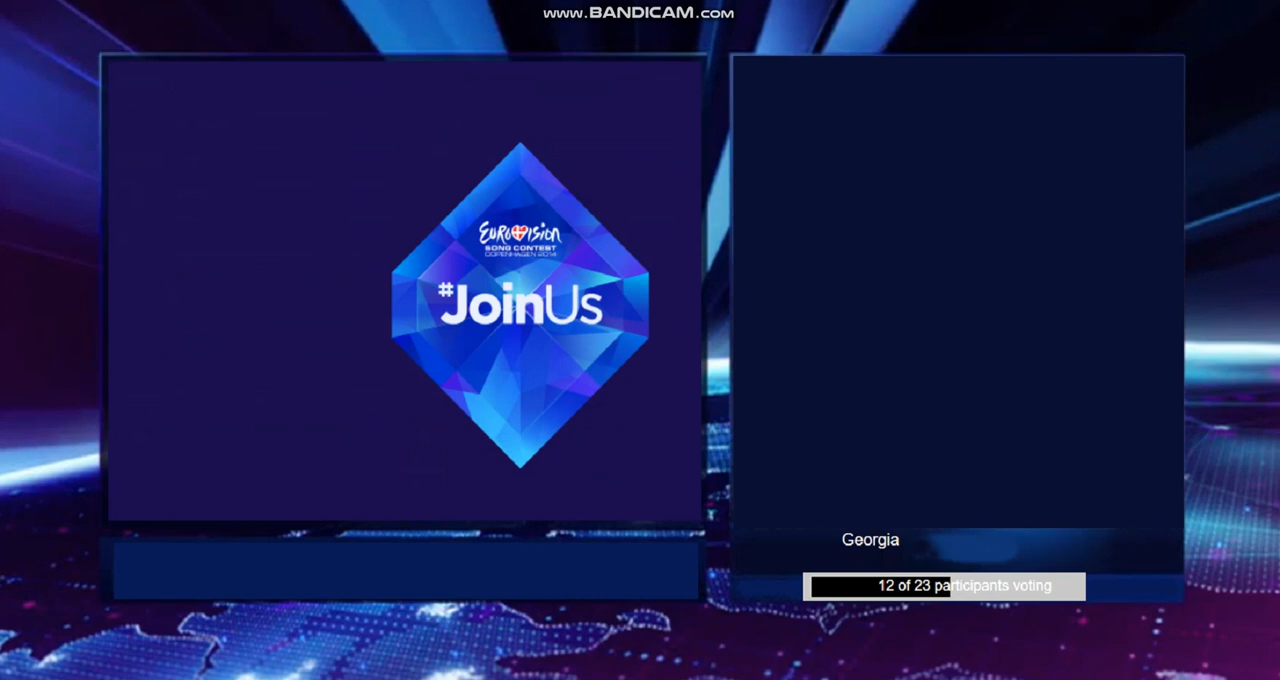 www.BANDICAM.com
EUROVISION
SONG CONTEST
COPENHAGEN 2014
#JoinUs
Georgia
12 of 23 participants voting